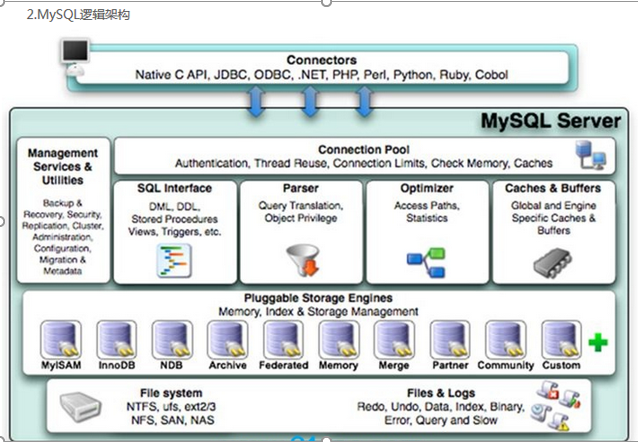 2.MySQL逻辑架构
Connectors
Native C API, JDBC, ODBC, .NET, PHP, Perl, Python, Ruby, Cobol
MySQL Server
Management
Services &
Utilities
Backup &
Recovery, Security,
Replication, Cluster,
Administration,
Configuration,
Migration &
Metadata
Connection Pool
Authentication, Thread Reuse, Connection Limits, Check Memory, Caches
SQL Interface
DML, DDL,
Stored Procedures
Views, Triggers, etc.
Parser
Query Translation,
Object Privilege
Optimizer
Access Paths,
Statistics
Caches & Buffers
Global and Engine
Specific Caches &
Buffers
Pluggable Storage Engines
Memory, Index & Storage Management
MyISAM
InnoDB
NDB
Archive
Federated
Memory
Merge
Partner
Community
Custom
File system
NTFS, ufs, ext2/3
NFS, SAN, NAS
Files & Logs
Redo, Undo, Data, Index, Binary,
Error, Query and Slow